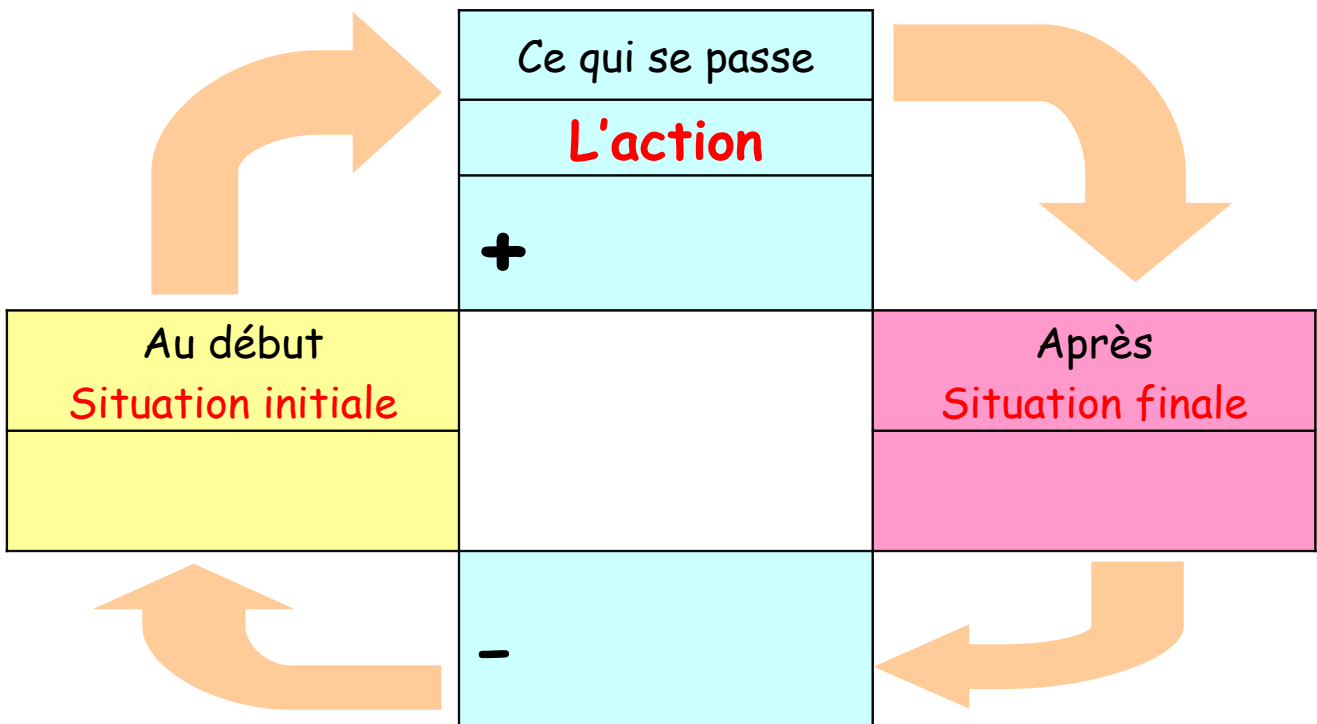 Ce qui se passe
L'action
+
Au début
Situation initiale
Après
Situation finale
-